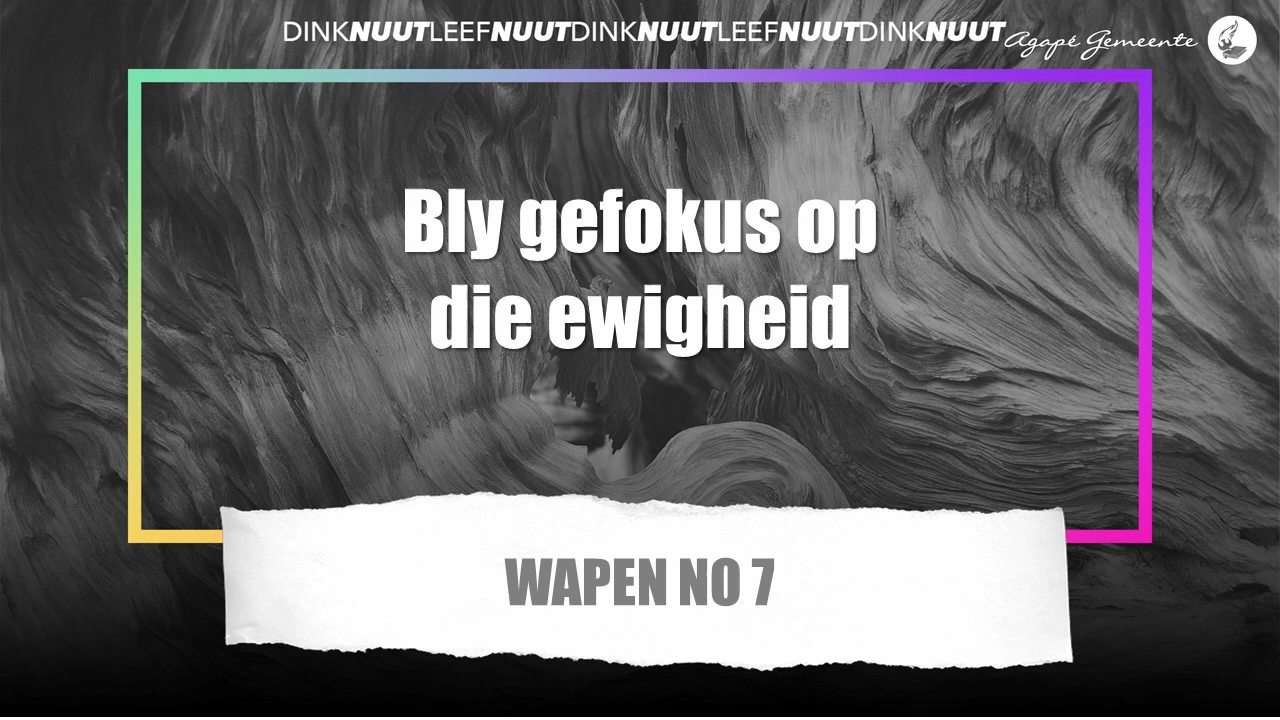 DINKNUUTLEEFNUUTDINKNUUTLEEFNUUTDINKNUUT Agapé Gemeente
Bly gefokus op
die ewigheid
WAPEN NO 7